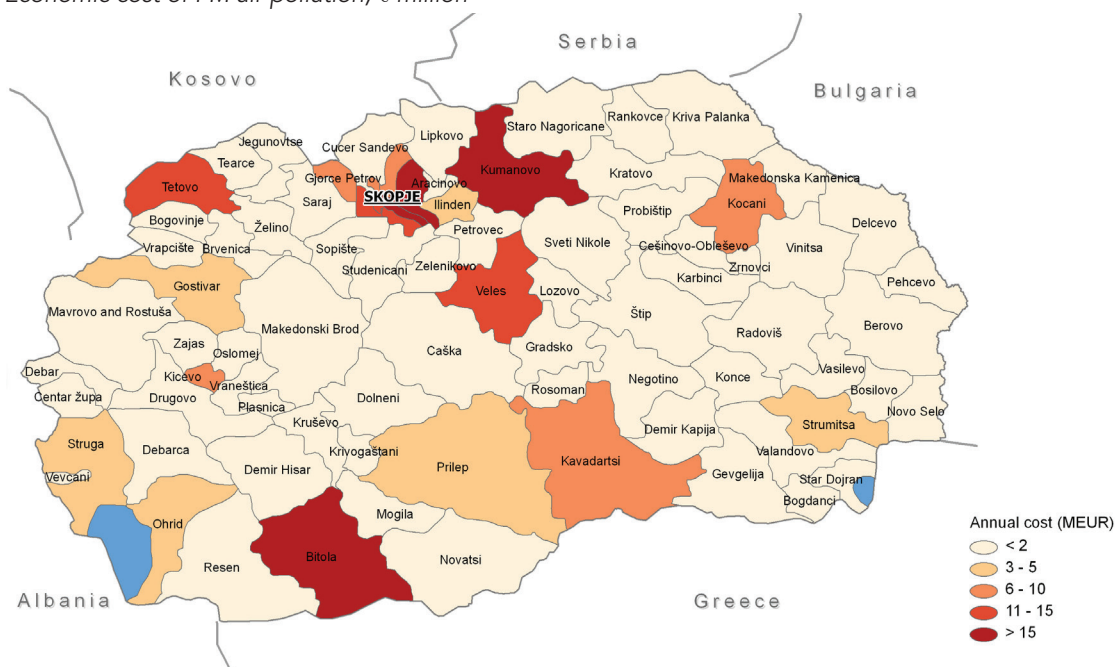 Economic cost of PM air pollution, € million
Serbia
Kosovo
Bulgaria
Rankovce
Kriva Palanka
Staro Nagoricane
Lipkovo
Jegunovtse
Cucer Sandevo
Tearce
Kumanovo
Kratovo
Gjorce Petrov
Aracinovo
Makedonska Kamenica
Tetovo
SKOPJE
Saraj
Ilinden
Kocani
Probištip
Bogovinje
Želino
Petrovec
Delcevo
Vrapcište
Brvenica
Sopište
Sveti Nikole
Cešinovo-Obleševo
Vinitsa
Studenicani
Zelenikovo
Zrnovci
Karbinci
Pehcevo
Gostivar
Veles
Lozovo
Mavrovo and Rostuša
Štip
Makedonski Brod
Radoviš
Berovo
Zajas
Oslomej
Caška
Gradsko
Debar
Kicevo
Vraneštica
Negotino
Konce
Vasilevo
Centar župa
Drugovo
Dolneni
Rosoman
Bosilovo
Plasnica
Novo Selo
Kruševo
Strumitsa
Struga
Debarca
Krivogaštani
Demir Kapija
Valandovo
Vevcani
Demir Hisar
Prilep
Kavadartsi
Gevgelija
Star Dojran
Bogdanci
Ohrid
Mogila
Resen
Bitola
Novatsi
Albania
Greece
Annual cost (MEUR)
< 2
3 - 5
6 - 10
11 - 15
> 15